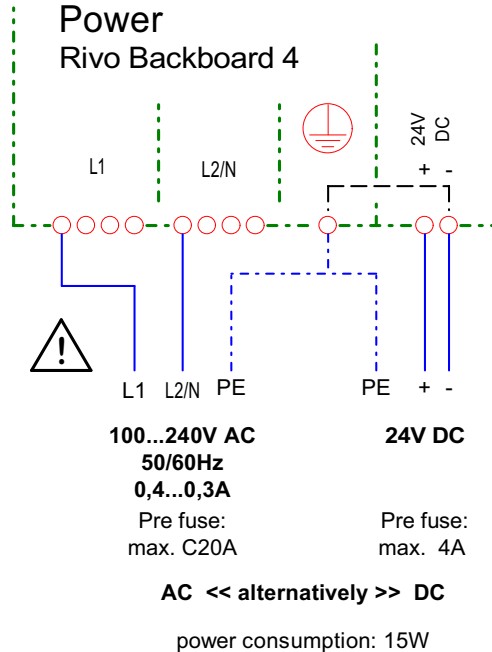 Power
Rivo Backboard 4
24V
DC
L1
L2/N
+ -
!
L1 L2/N PE
PE + -
100...240V AC
24V DC
50/60Hz
0,4...0,3A
Pre fuse:
Pre fuse:
max. C20A
max. 4A
AC << alternatively >> DC
power consumption: 15W